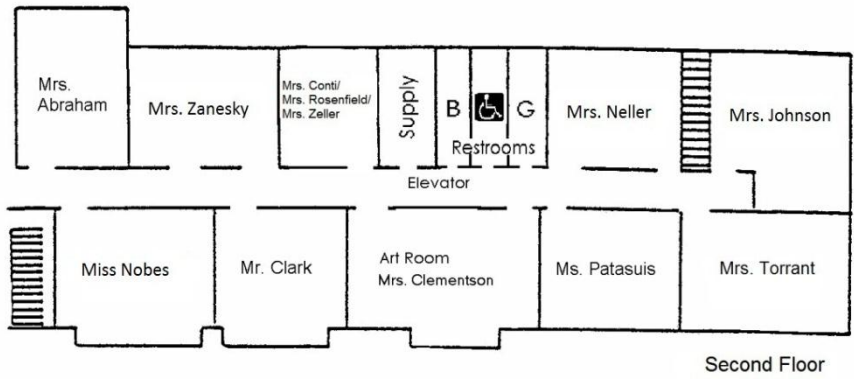 Mrs.
Abraham
Mrs. Zanesky
Mrs. Conti/
Mrs. Rosenfield/
Mrs. Zeller
Supply
B
G
Restrooms
Mrs. Neller
Mrs. Johnson
Elevator
Miss Nobes
Mr. Clark
Art Room
Mrs. Clementson
Ms. Patasuis
Mrs. Torrant
Second Floor